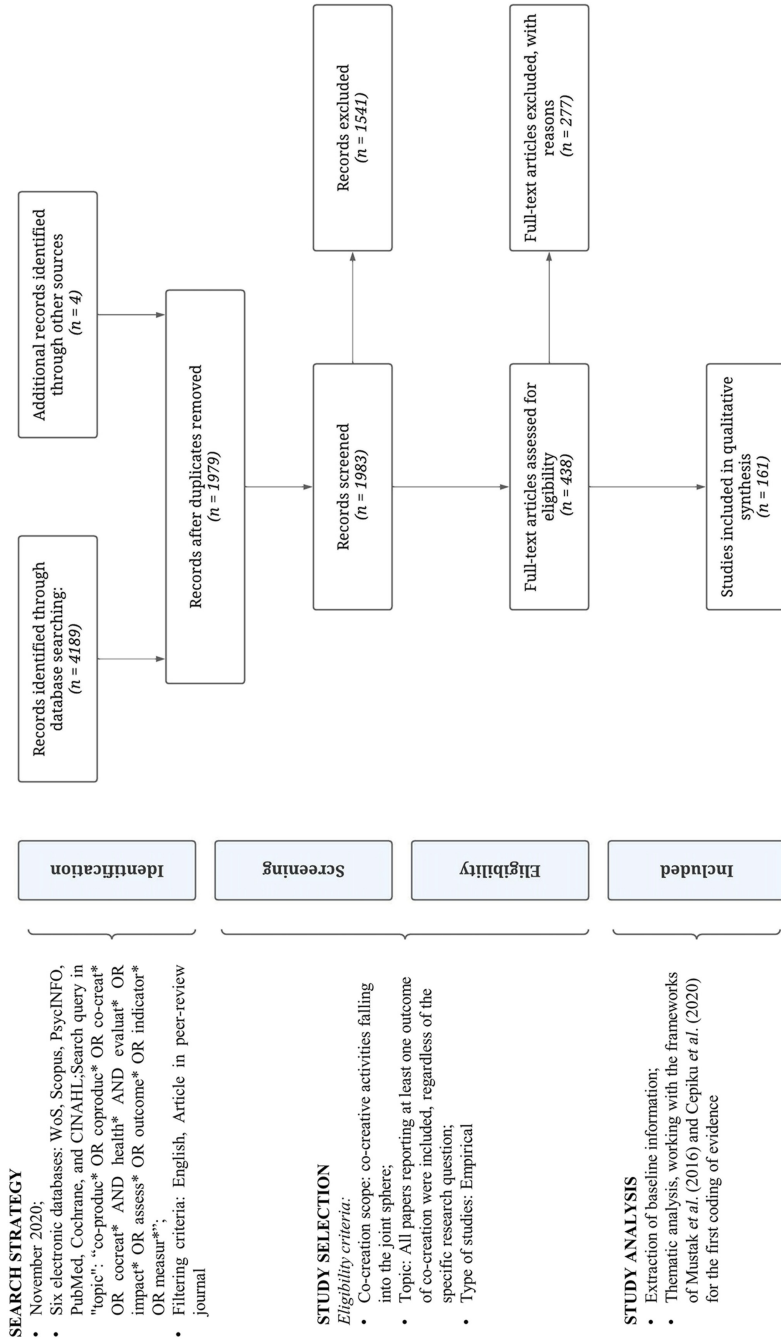 SEARCH STRATEGY
• November 2020;
• Six electronic databases: WoS, Scopus, PsycINFO,
PubMed, Cochrane, and CINAHL;Search query in
"topic": “co-produc* OR coproduc* OR co-creat*
OR cocreat* AND health* AND evaluat* OR
impact* OR assess* OR outcome* OR indicator*
OR measur*”;
• Filtering criteria: English, Article in peer-review
journal
STUDY SELECTION
Eligibility criteria:
• Co-creation scope: co-creative activities falling
into the joint sphere;
• Topic: All papers reporting at least one outcome
of co-creation were included, regardless of the
specific research question;
• Type of studies: Empirical
STUDY ANALYSIS
• Extraction of baseline information;
• Thematic analysis, working with the frameworks
of Mustak et al. (2016) and Cepiku et al. (2020)
for the first coding of evidence
Identification
Screening
Eligibility
Included
Records identified through
database searching:
(n = 4189)
Additional records identified
through other sources
(n = 4)
Records after duplicates removed
(n = 1979)
Records screened
(n = 1983)
Records excluded
(n = 1541)
Full-text articles assessed for
eligibility
(n = 438)
Full-text articles excluded, with
reasons
(n = 277)
Studies included in qualitative
synthesis
(n = 161)